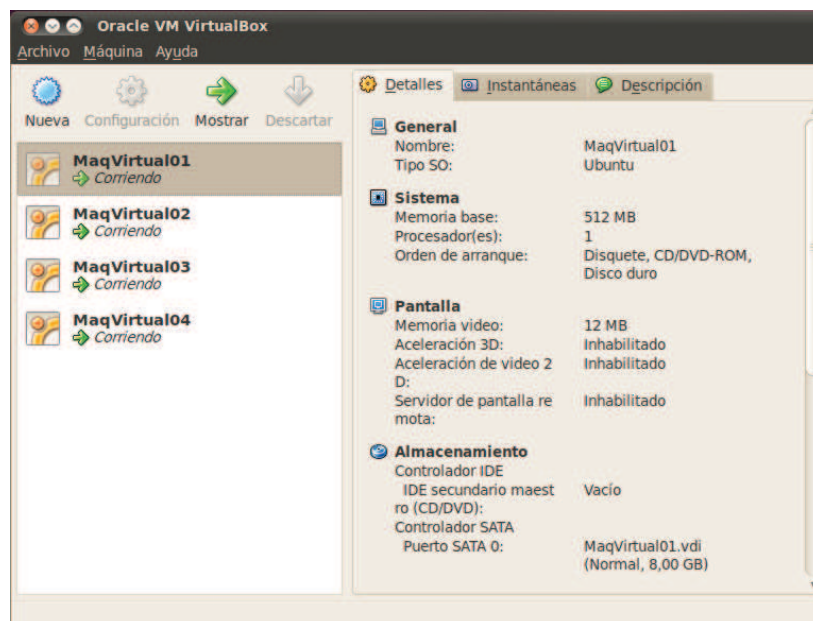 Oracle VM VirtualBox
Archivo Máquina Ayuda
Nueva Configuración Mostrar Descartar
MaqVirtual01
Corriendo
MaqVirtual02
Corriendo
MaqVirtual03
Corriendo
MaqVirtual04
Corriendo
Detalles Instantáneas Descripción
General
Nombre: MaqVirtual01
Tipo SO: Ubuntu
Sistema
Memoria base: 512 MB
Procesador(es): 1
Orden de arranque: Disquete, CD/DVD-ROM,
Disco duro
Pantalla
Memoria video: 12 MB
Aceleración 3D: Inhabilitado
Aceleración de video 2 Inhabilitado
D:
Servidor de pantalla re Inhabilitado
mota:
Almacenamiento
Controlador IDE
IDE secundario maest Vacío
ro (CD/DVD):
Controlador SATA
Puerto SATA 0: MaqVirtual01.vdi
(Normal, 8,00 GB)